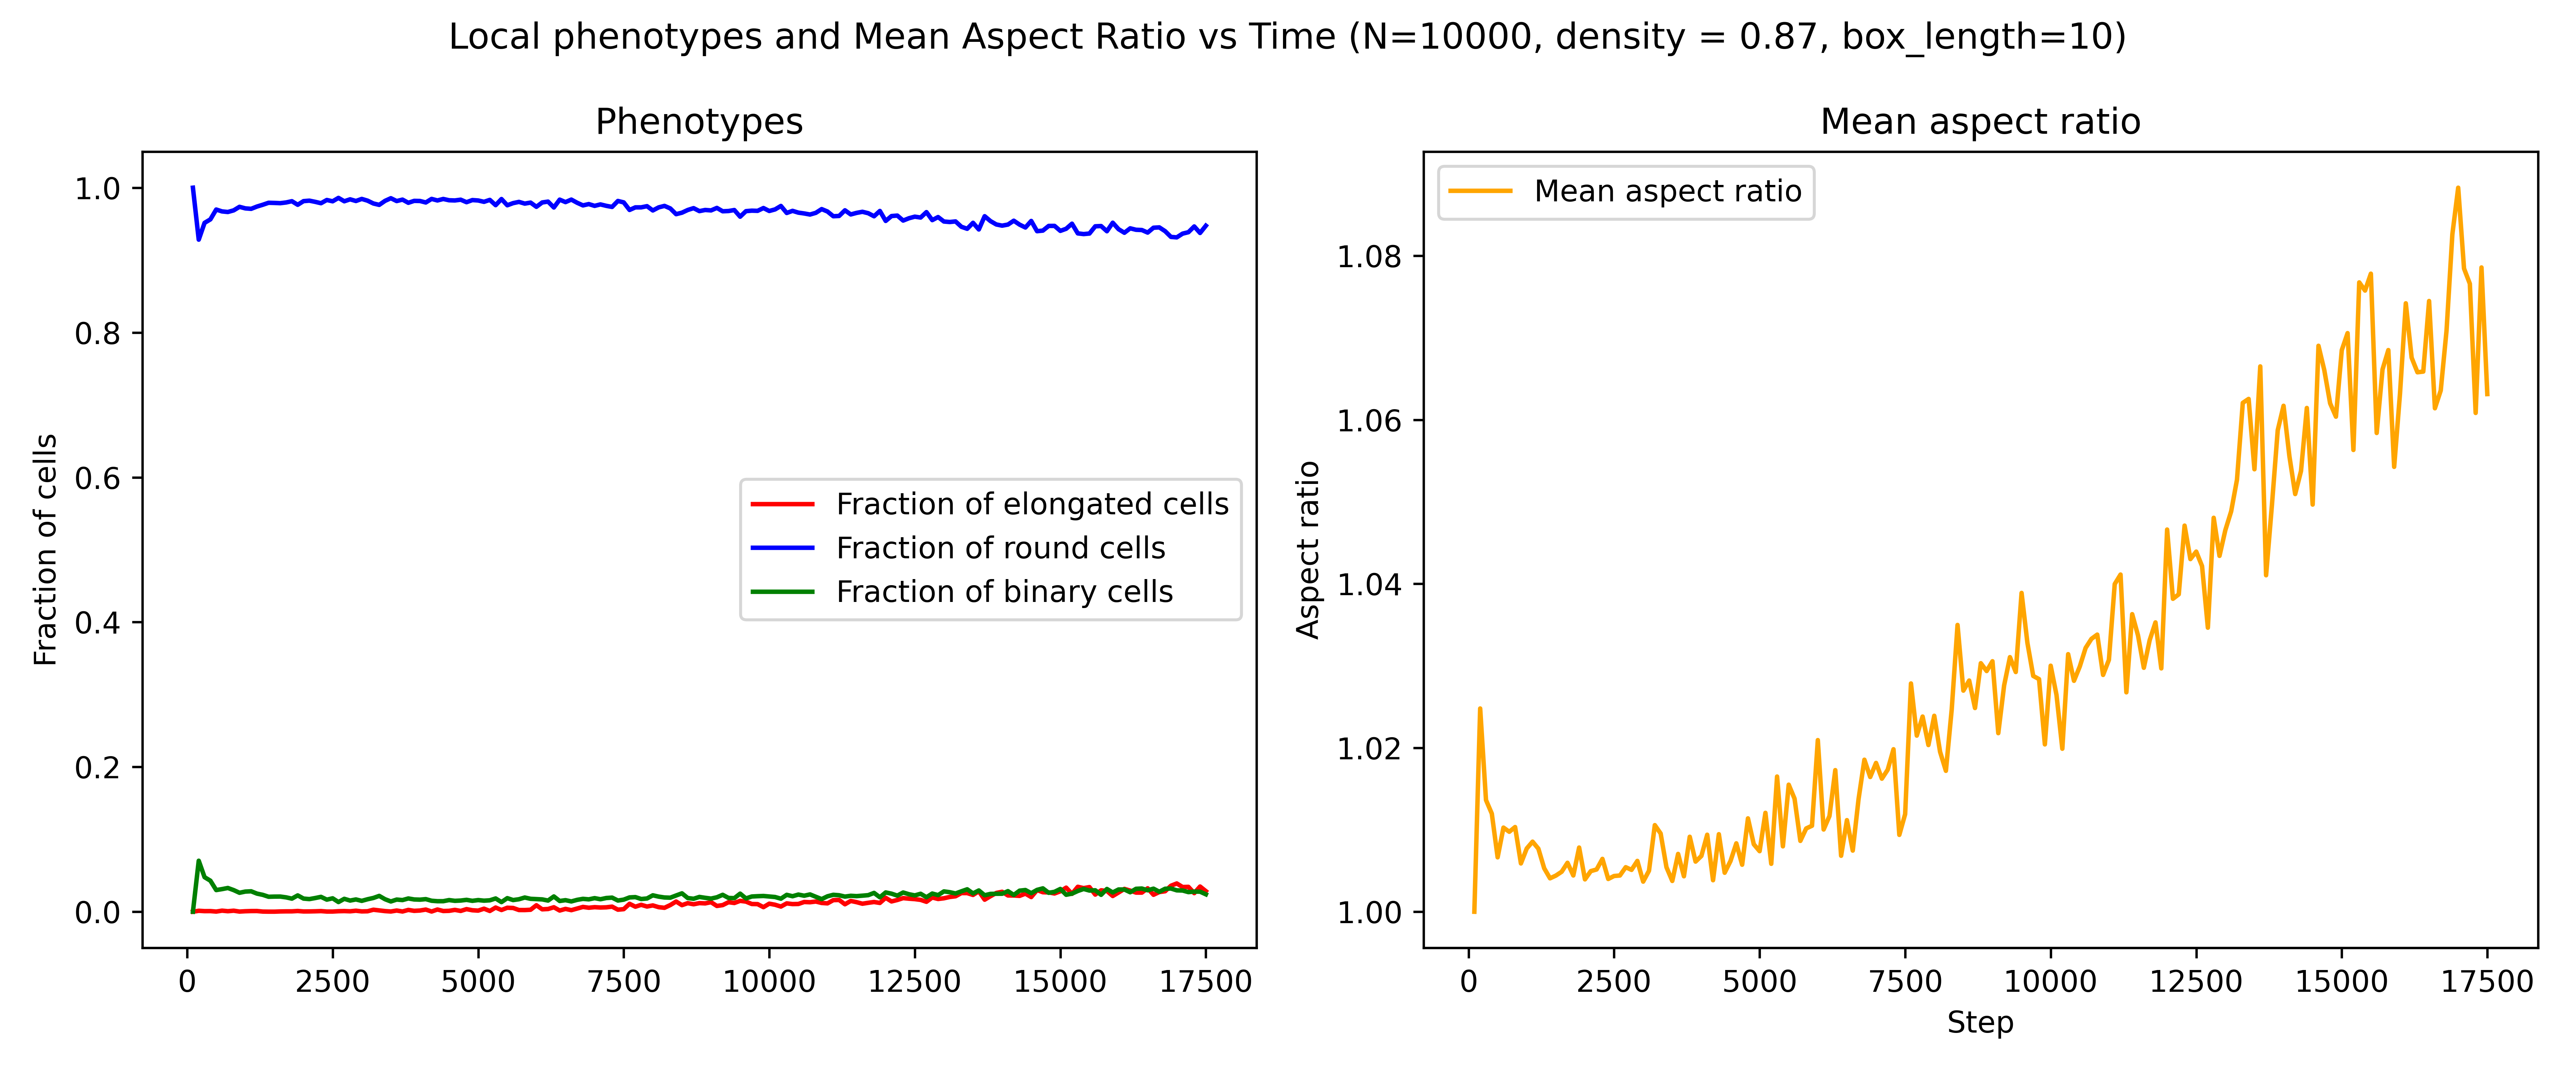 Local phenotypes and Mean Aspect Ratio vs Time (N=10000, density = 0.87, box_length=10)
Phenotypes
Fraction of cells
1.0
0.8
0.6
0.4
0.2
0.0
Fraction of elongated cells
Fraction of round cells
Fraction of binary cells
0 2500 5000 7500 10000 12500 15000 17500
Mean aspect ratio
Mean aspect ratio
Aspect ratio
1.08
1.06
1.04
1.02
1.00
0 2500 5000 7500 10000 12500 15000 17500
Step